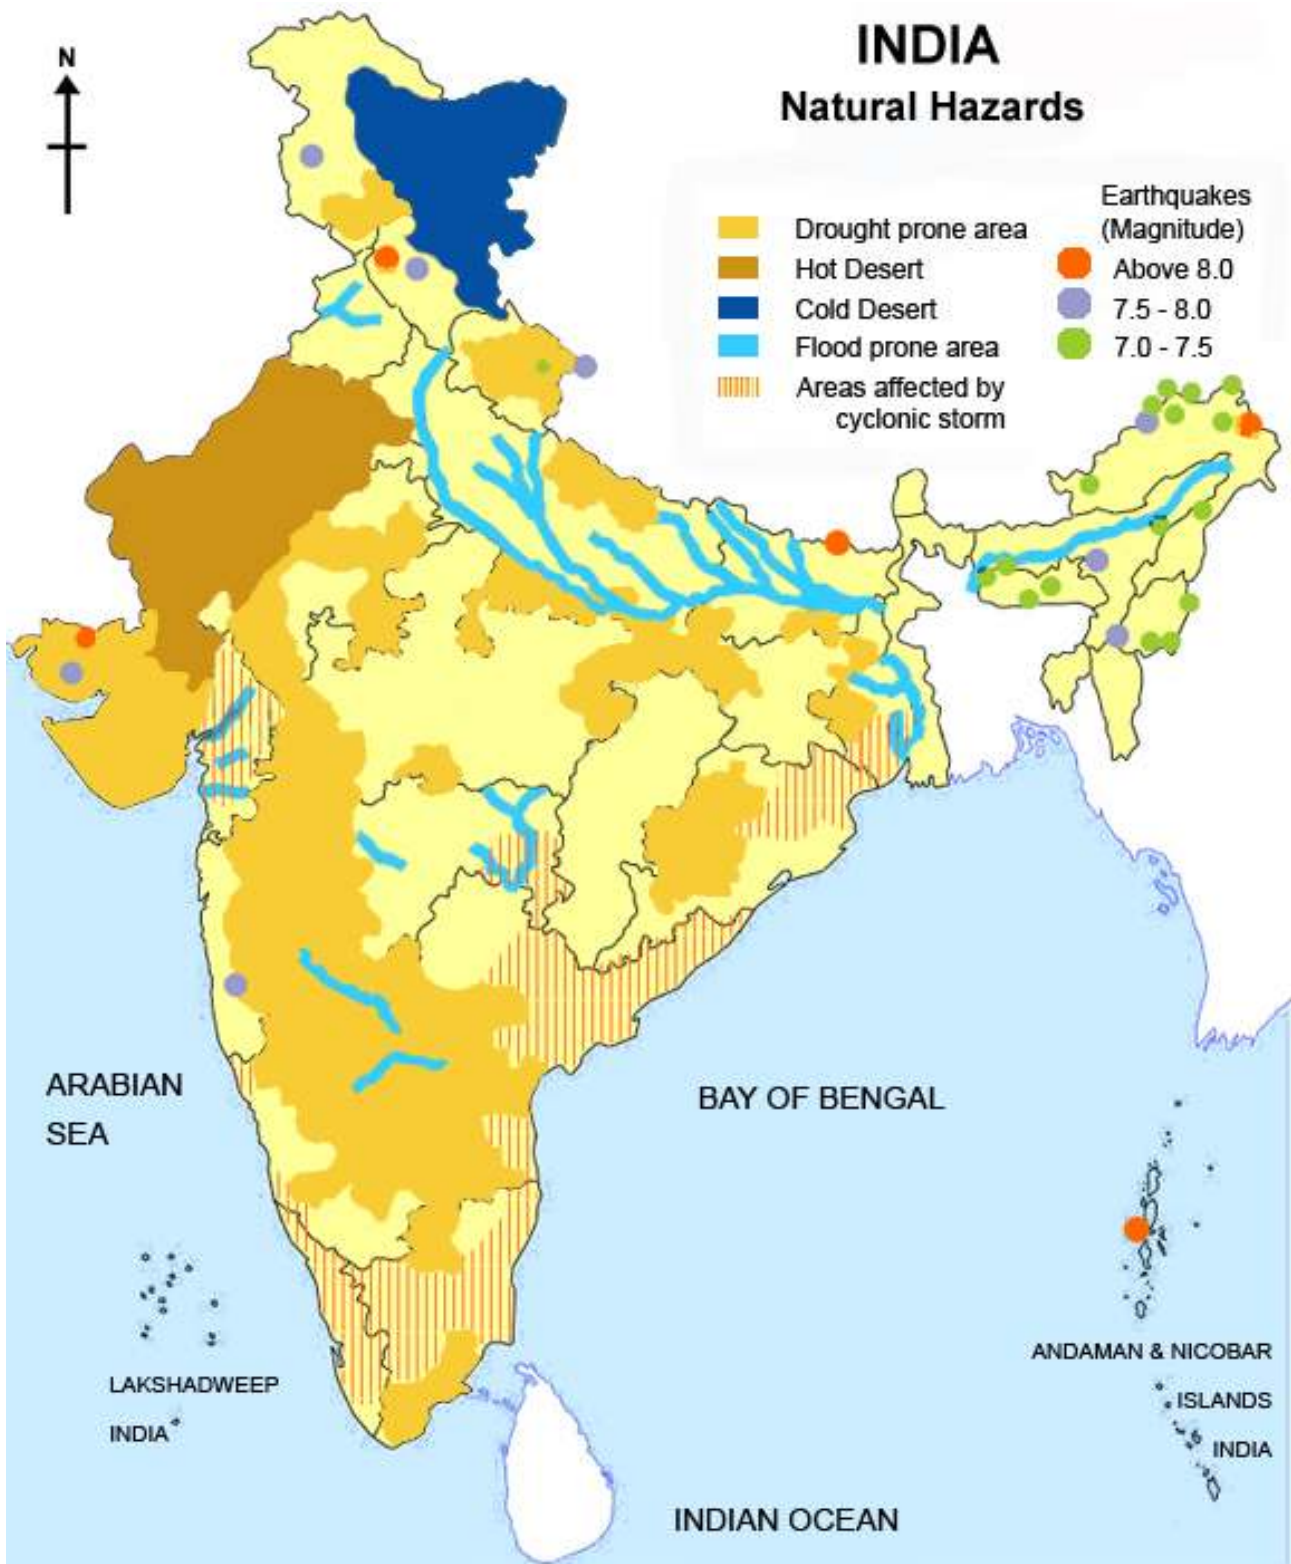 INDIA
Natural Hazards
N
Drought prone area
Hot Desert
Cold Desert
Flood prone area
Areas affected by
cyclonic storm
Earthquakes
(Magnitude)
Above 8.0
7.5 - 8.0
7.0 - 7.5
ARABIAN
SEA
BAY OF BENGAL
LAKSHADWEEP
INDIA
ANDAMAN & NICOBAR
ISLANDS
INDIA
INDIAN OCEAN